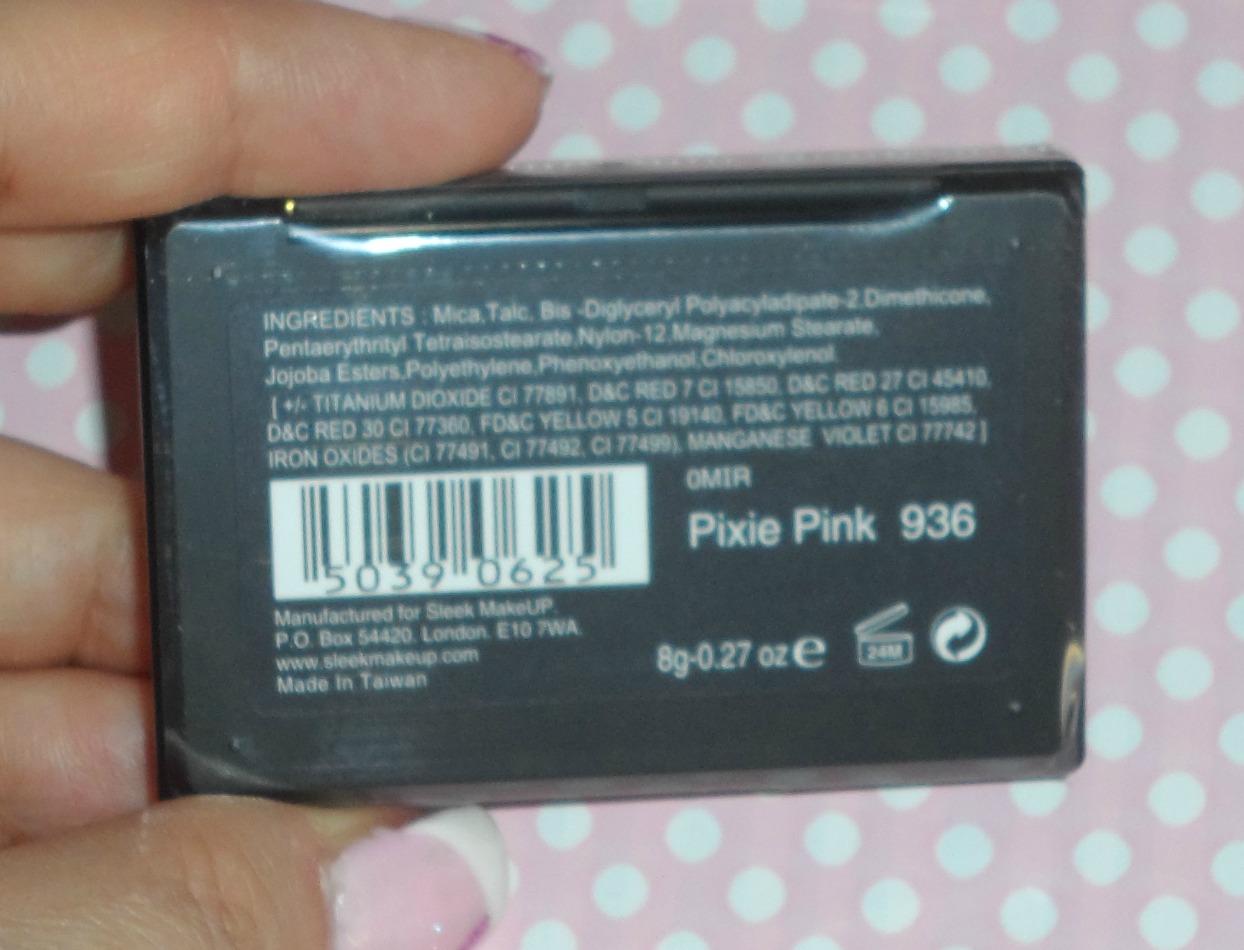 INGREDIENTS : Mica,Talc, Bis -Diglyceryl Polyacyladipate-2,Dimethicone,
Pentaerythrityl Tetraisostearate,Nylon-12,Magnesium Stearate,
Jojoba Esters,Polyethylene,Phenoxyethanol,Chloroxylenol
[ +/- TITANIUM DIOXIDE CI 77891, D&C RED 7 CI 15850, D&C RED 27 CI 45410,
D&C RED 30 CI 77360, FD&C YELLOW 5 CI 19140, FD&C YELLOW 6 CI 15985,
IRON OXIDES (CI 77491, CI 77492, CI 77499), MANGANESE VIOLET CI 77742 ]
0MIR
Pixie Pink 936
5039 0625
Manufactured for Sleek MakeUP.
P.O. Box 54420. London. E10 7WA.
www.sleekmakeup.com
Made In Taiwan
8g-0.27 oz e
24M